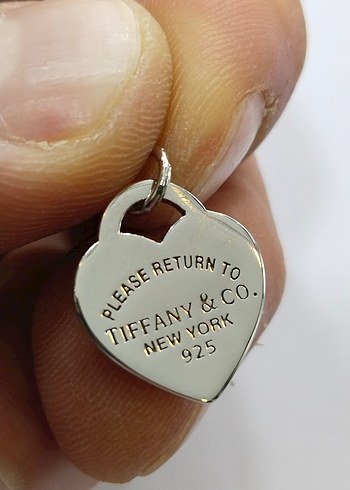 PLEASE RETURN TO
TIFFANY & CO.
NEW YORK
925